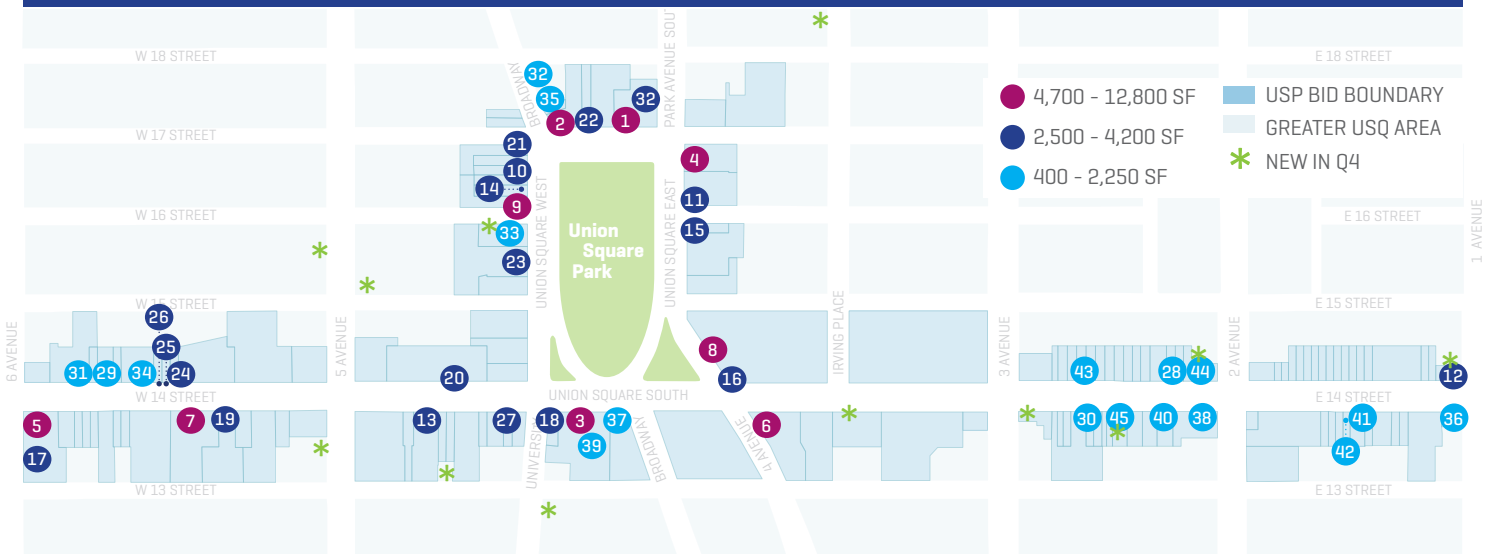 W 18 STREET
BROADWAY
PARK AVENUE SOU
E 18 STREET
32
35
2
22
1
32
4,700 - 12,800 SF
2,500 - 4,200 SF
400 - 2,250 SF
USP BID BOUNDARY
GREATER USQ AREA
NEW IN Q4
W 17 STREET
21
10
14
9
33
23
UNION SQUARE WEST
Union
Square
Park
UNION SQUARE EAST
4
11
15
W 16 STREET
E 16 STREET
1 AVENUE
W 15 STREET
E 15 STREET
6 AVENUE
26
25
31
29
34
24
5 AVENUE
20
8
16
IRVING PLACE
3 AVENUE
43
28
44
2 AVENUE
12
W 14 STREET
UNION SQUARE SOUTH
E 14 STREET
5
17
7
19
13
27
UNIVERSI
18
3
37
39
BROADWAY
4 AVENUE
6
30
45
40
38
41
42
36
W 13 STREET
E 13 STREET